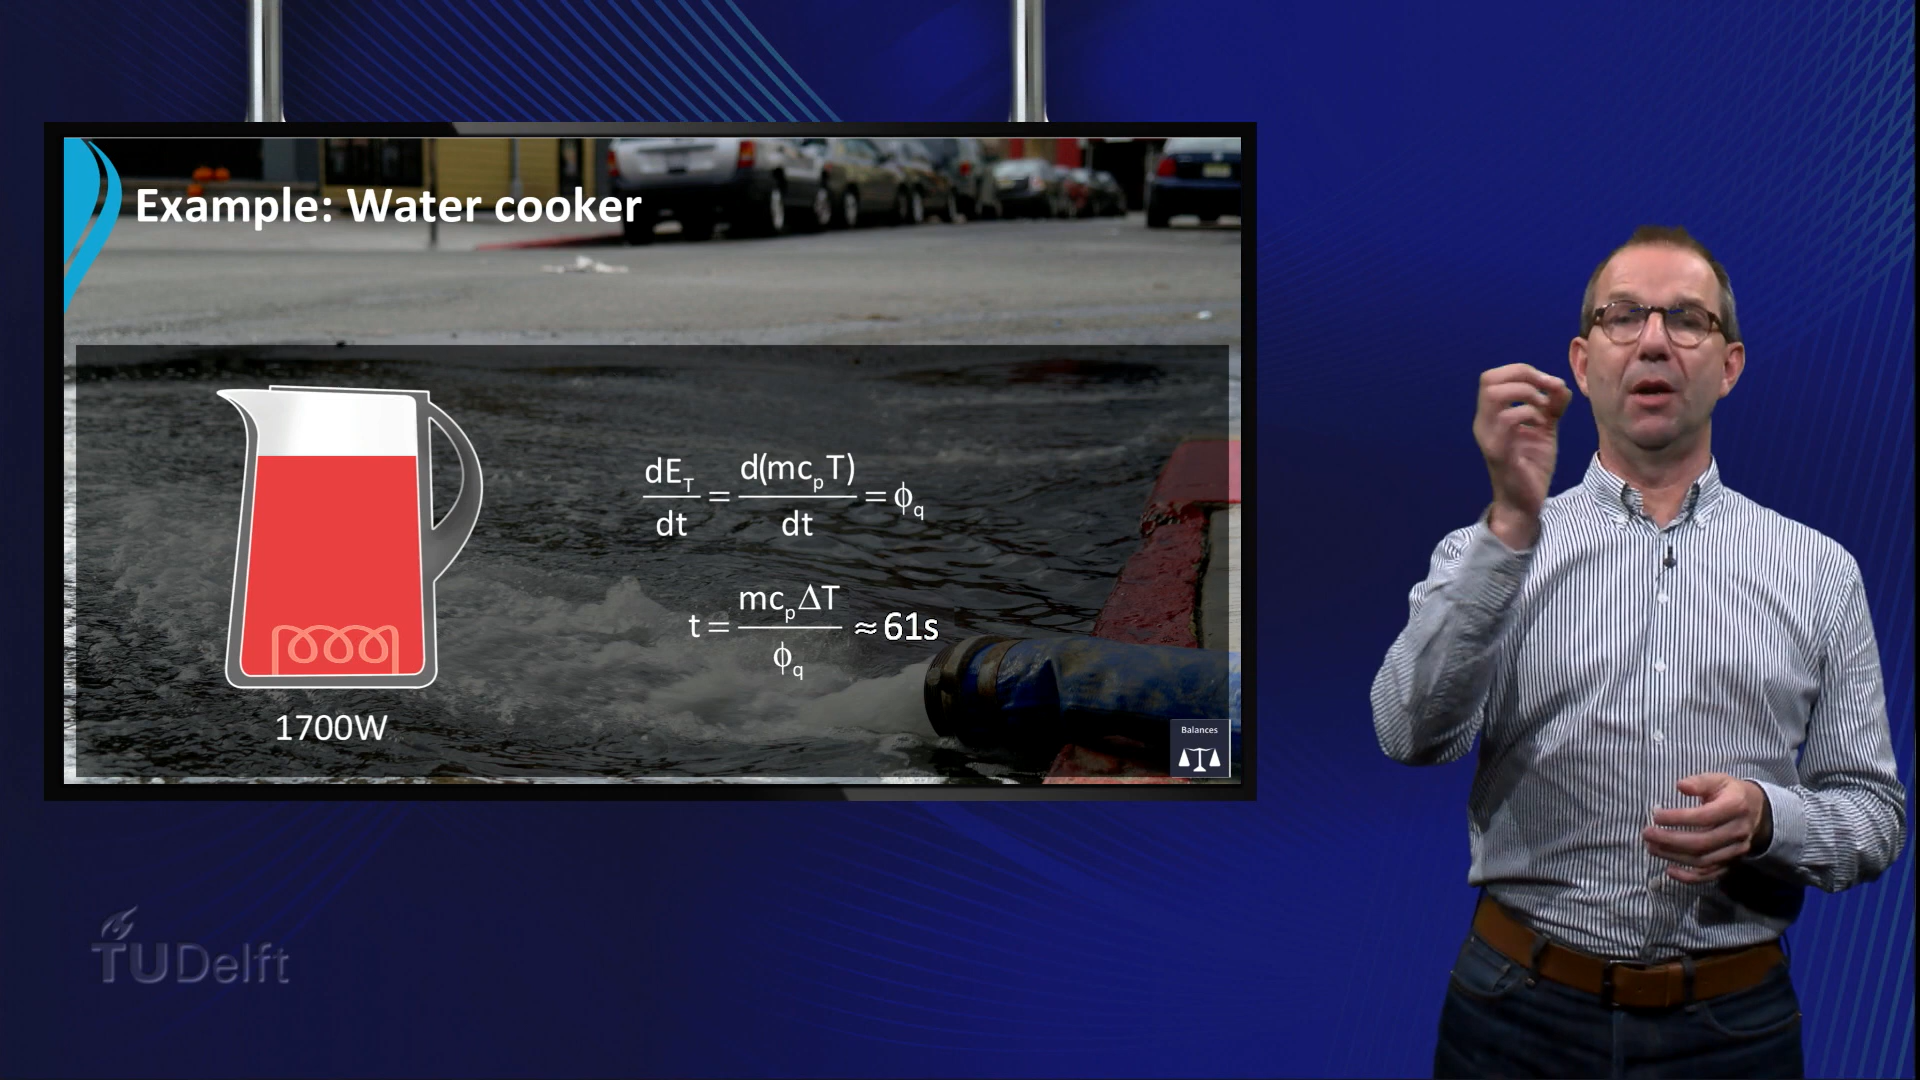 Example: Water cooker
dE_T/dt = d(mc_pT)/dt = ϕ_q
t = mc_pΔT/ϕ_q ≈ 61s
1700W
Balances
TUDelft